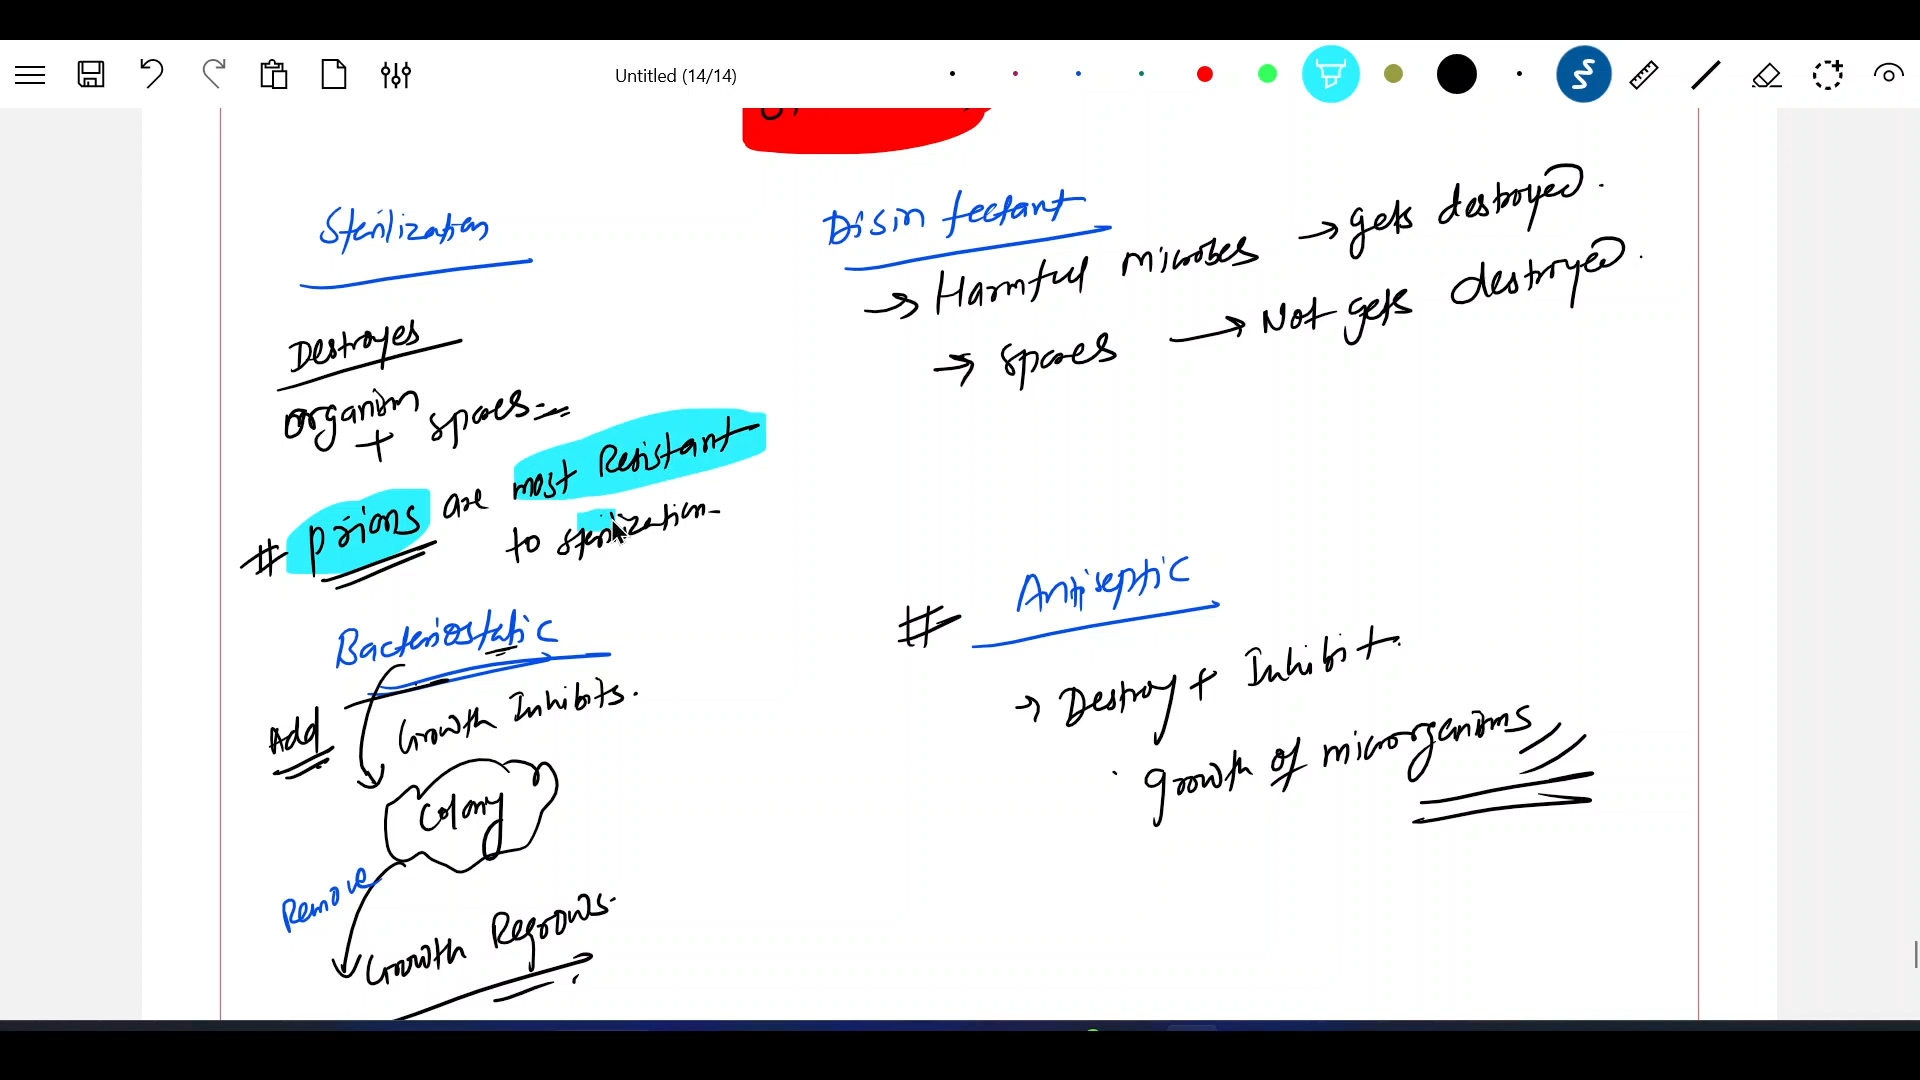 Untitled (14/14)
Sterilization
Destroyes
organism
+ spores
# prions are most Resistant
to sterilization
Bacteriostatic
Add
Growth Inhibits.
Colony
Remove
Growth Regrows.
Disinfectant
→ Harmful microbes → gets destroyed.
→ spores → Not gets destroyed.
# Antiseptic
→ Destroy + Inhibit
growth of microrganisms